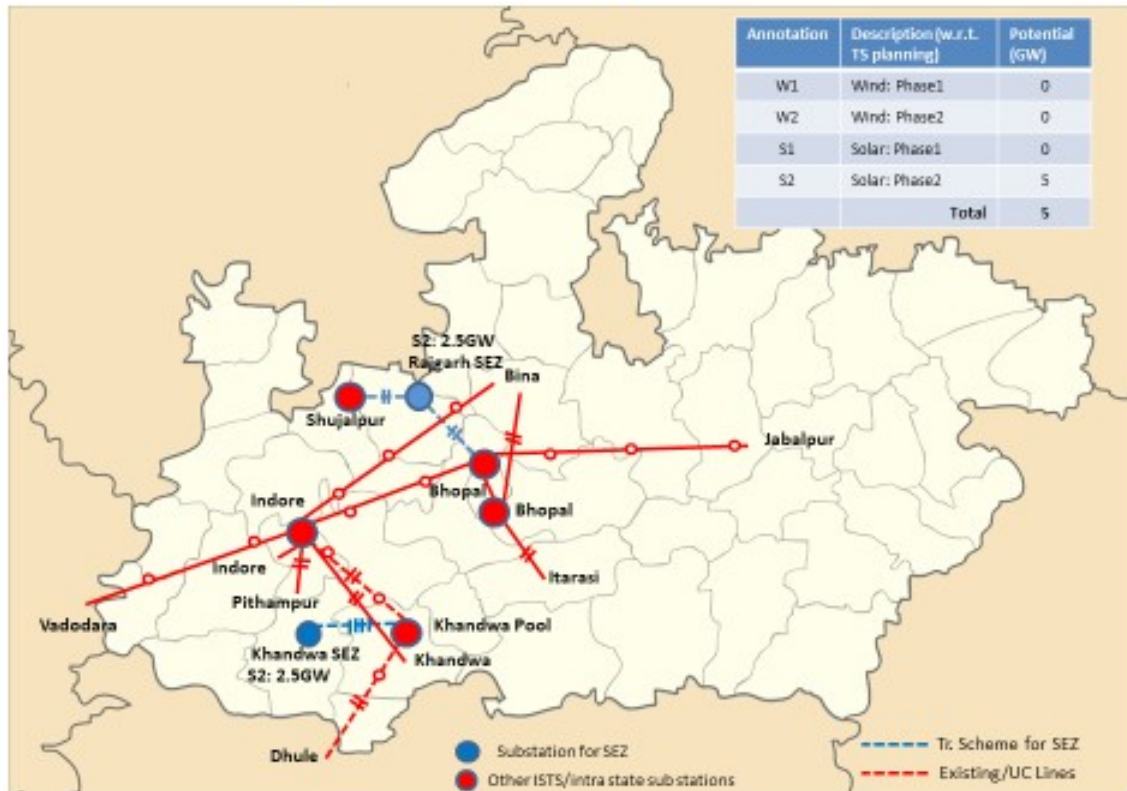 Annotation Description (w.r.t. TS planning) Potential (GW)
W1 Wind: Phase1 0
W2 Wind: Phase2 0
S1 Solar: Phase1 0
S2 Solar: Phase2 5
Total 5
S2: 2.5GW
Rajgarh SEZ
Bina
Shujalpur
Jabalpur
Bhopal
Indore
Bhopal
Indore
Itarasi
Pithampur
Vadodara
Khandwa Pool
Khandwa SEZ
Khandwa
S2: 2.5GW
Dhule
Substation for SEZ
Tr. Scheme for SEZ
Other ISTS/intra state substations
Existing/UC Lines